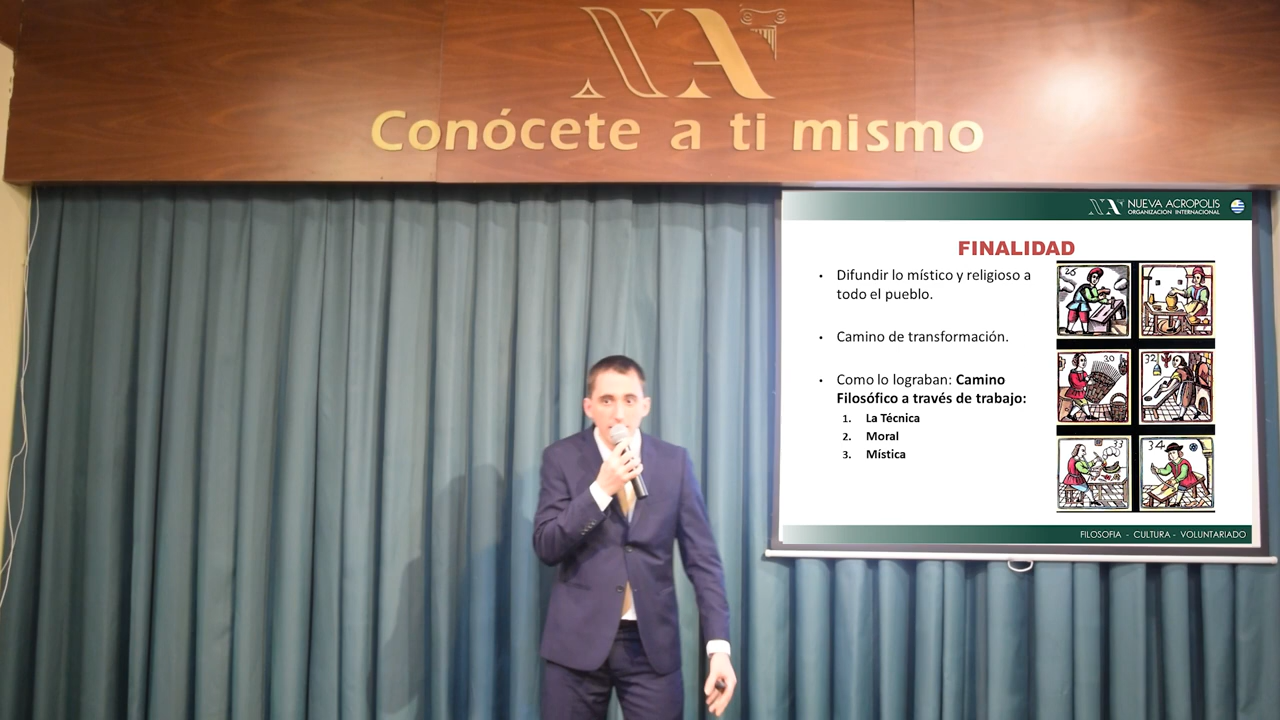 NA
Conócete a ti mismo
NA NUEVA ACROPOLIS
ORGANIZACION INTERNACIONAL
FINALIDAD
• Difundir lo místico y religioso a
todo el pueblo.
• Camino de transformación.
• Como lo lograban: Camino
Filosófico a través de trabajo:
1. La Técnica
2. Moral
3. Mística
26
30
32
33
34
FILOSOFIA - CULTURA - VOLUNTARIADO